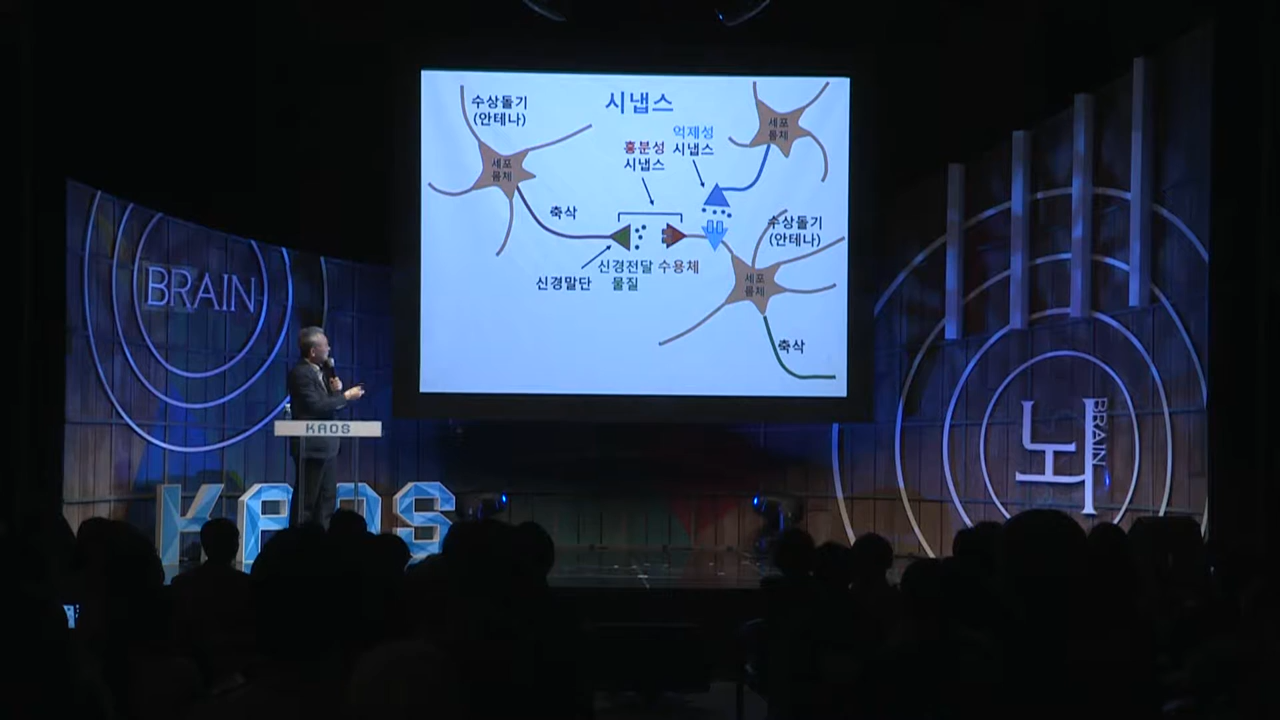 시냅스
수상돌기
(안테나)
세포
몸체
억제성
시냅스
흥분성
시냅스
세포
몸체
축삭
수상돌기
(안테나)
신경전달
물질
수용체
신경말단
세포
몸체
축삭
BRAIN
KAOS
KAOS
뇌
BRAIN